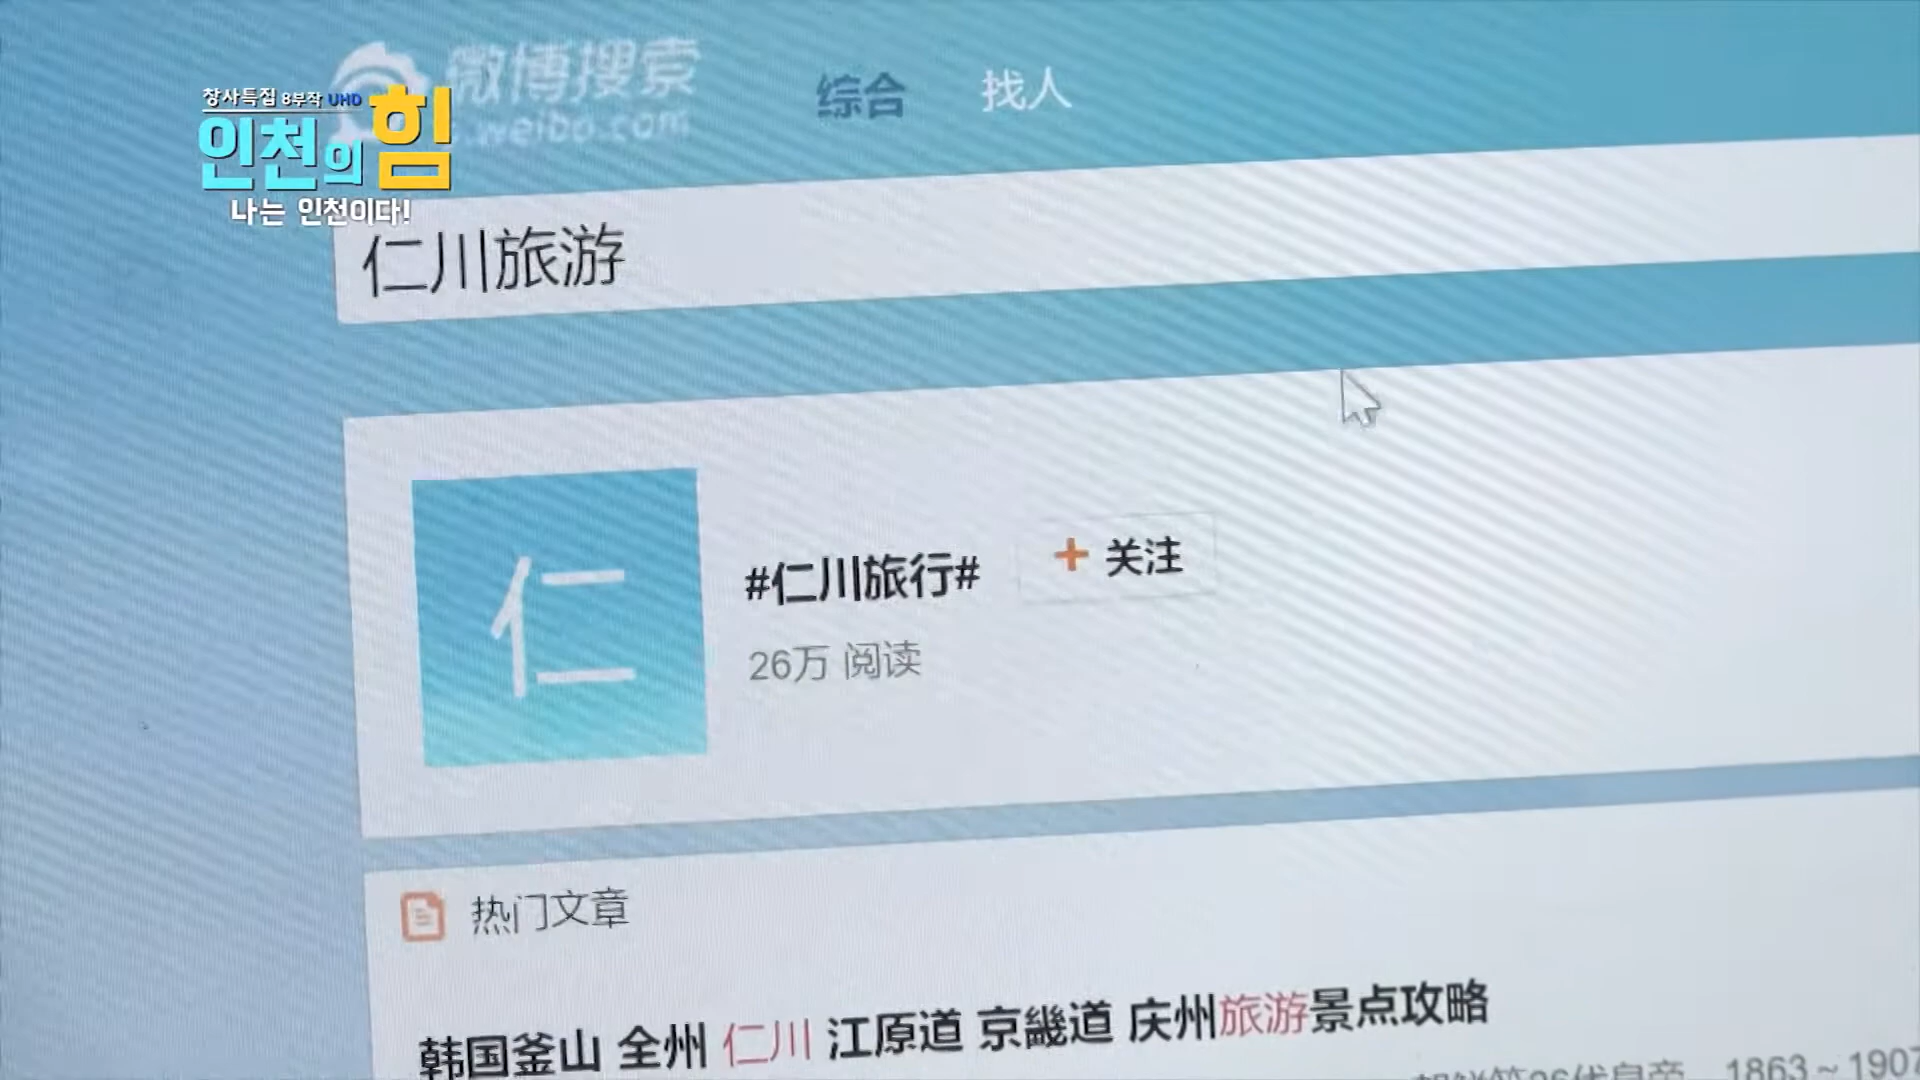 微博搜索
.weibo.com
综合
找人
창사특집 8부작 UHD
인천의 힘
나는 인천이다!
仁川旅游
仁
#仁川旅行#
+ 关注
26万 阅读
热门文章
韩国釜山 全州 仁川 江原道 京畿道 庆州旅游景点攻略
1863～1907